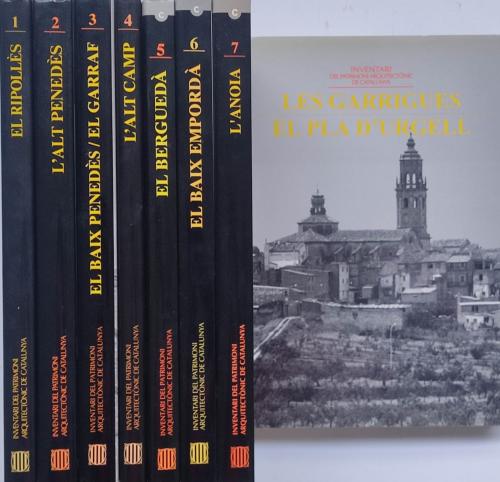 1
EL RIPOLLÈS
INVENTARI DEL PATRIMONI
ARQUITECTÒNIC DE CATALUNYA
2
L'ALT PENEDÈS
INVENTARI DEL PATRIMONI
ARQUITECTÒNIC DE CATALUNYA
3
EL BAIX PENEDÈS / EL GARRAF
INVENTARI DEL PATRIMONI
ARQUITECTÒNIC DE CATALUNYA
4
L'ALT CAMP
INVENTARI DEL PATRIMONI
ARQUITECTÒNIC DE CATALUNYA
C
5
EL BERGUEDÀ
INVENTARI DEL PATRIMONI
ARQUITECTÒNIC DE CATALUNYA
C
6
EL BAIX EMPORDÀ
INVENTARI DEL PATRIMONI
ARQUITECTÒNIC DE CATALUNYA
C
7
L'ANOIA
INVENTARI DEL PATRIMONI
ARQUITECTÒNIC DE CATALUNYA
INVENTARI
DEL PATRIMONI ARQUITECTÒNIC
DE CATALUNYA
LES GARRIGUES
EL PLA D'URGELL